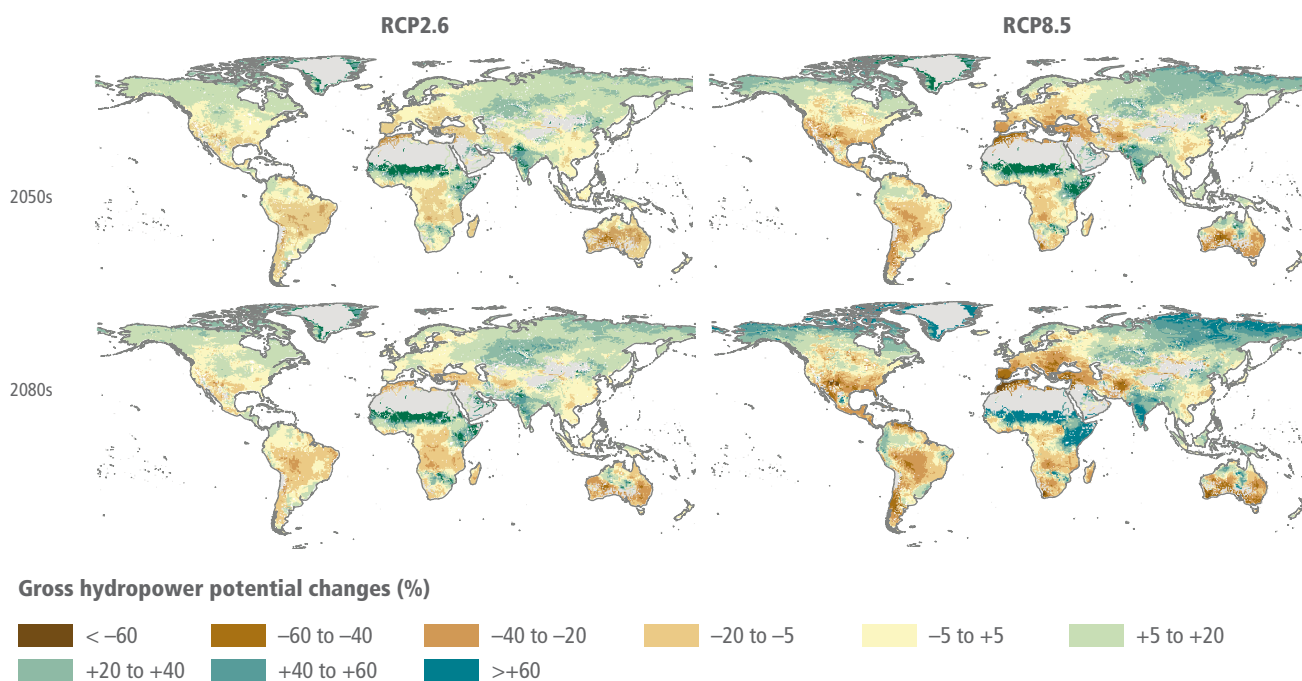 RCP2.6
RCP8.5
2050s
2080s
Gross hydropower potential changes (%)
< –60
–60 to –40
–40 to –20
–20 to –5
–5 to +5
+5 to +20
+20 to +40
+40 to +60
>+60